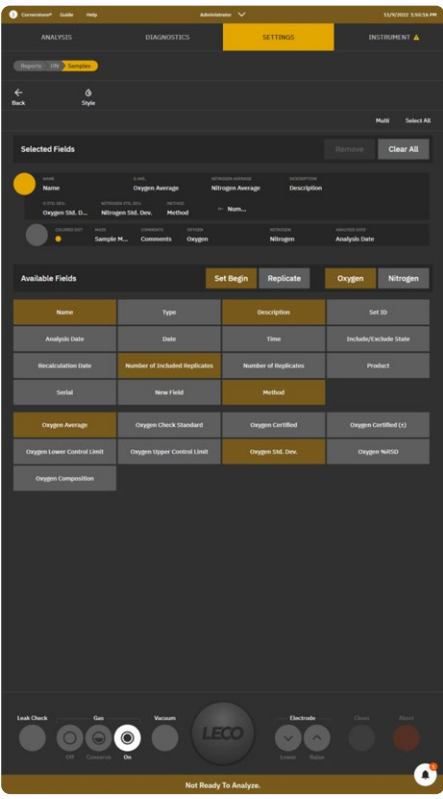 Cornerstone® Guide Help Administrator 11/9/2022 3:50:56 PM
ANALYSIS DIAGNOSTICS SETTINGS INSTRUMENT
Reports ON Samples
Back Style
Multi Select All
Selected Fields Remove Clear All
NAME O AVG. NITROGEN AVERAGE DESCRIPTION
Name Oxygen Average Nitrogen Average Description
O STD. DEV. NITROGEN STD. DEV. METHOD
Oxygen Std. D... Nitrogen Std. Dev. Method Num...
COLORED DOT MASS COMMENTS OXYGEN NITROGEN ANALYSIS DATE
Sample M... Comments Oxygen Nitrogen Analysis Date
Available Fields Set Begin Replicate Oxygen Nitrogen
Name Type Description Set ID
Analysis Date Date Time Include/Exclude State
Recalculation Date Number of Included Replicates Number of Replicates Product
Serial New Field Method
Oxygen Average Oxygen Check Standard Oxygen Certified Oxygen Certified (±)
Oxygen Lower Control Limit Oxygen Upper Control Limit Oxygen Std. Dev. Oxygen %RSD
Oxygen Composition
Leak Check Gas Vacuum Electrode Clean Abort
LECO
Off Conserve On Lower Raise
Not Ready To Analyze.